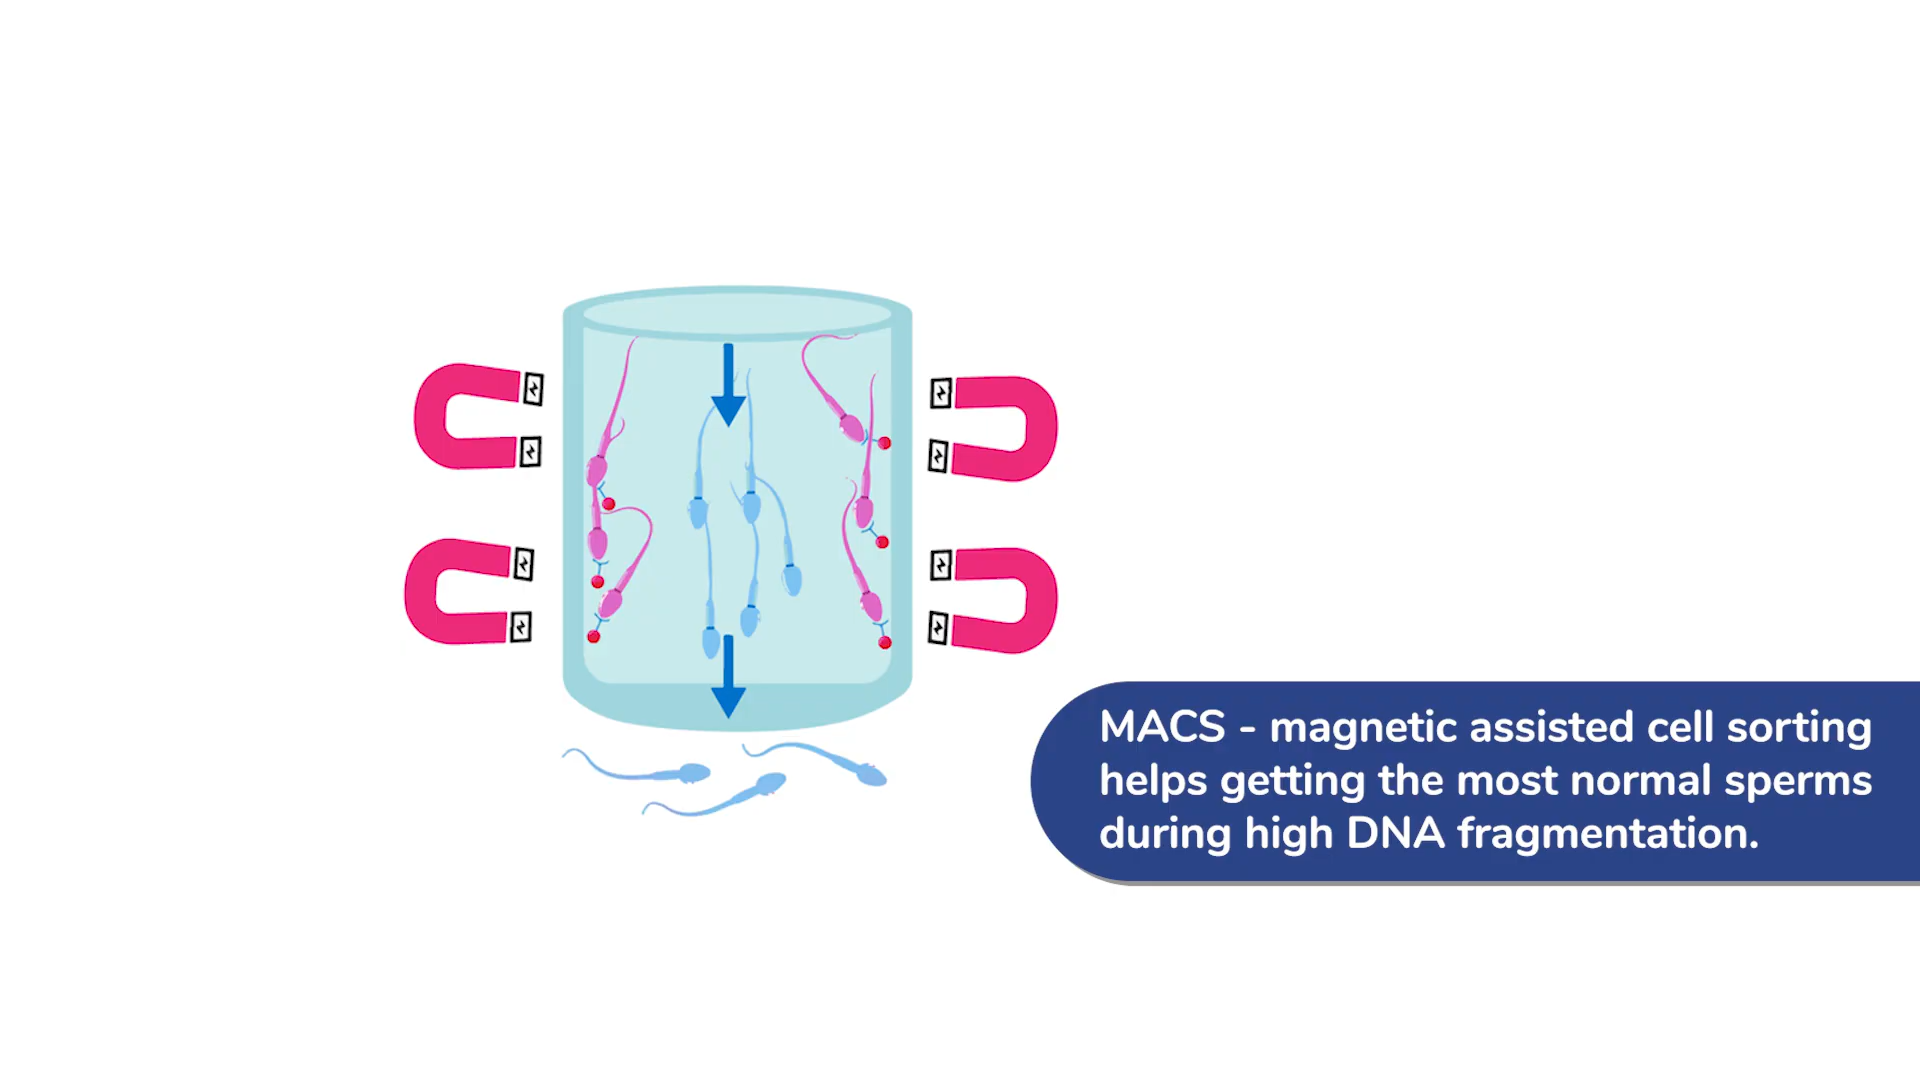 MACS - magnetic assisted cell sorting
helps getting the most normal sperms
during high DNA fragmentation.